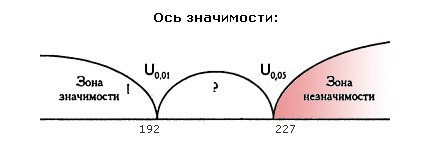 Ось значимости:
U0,01 U0,05
Зона значимости ! ? Зона незначимости
192 227